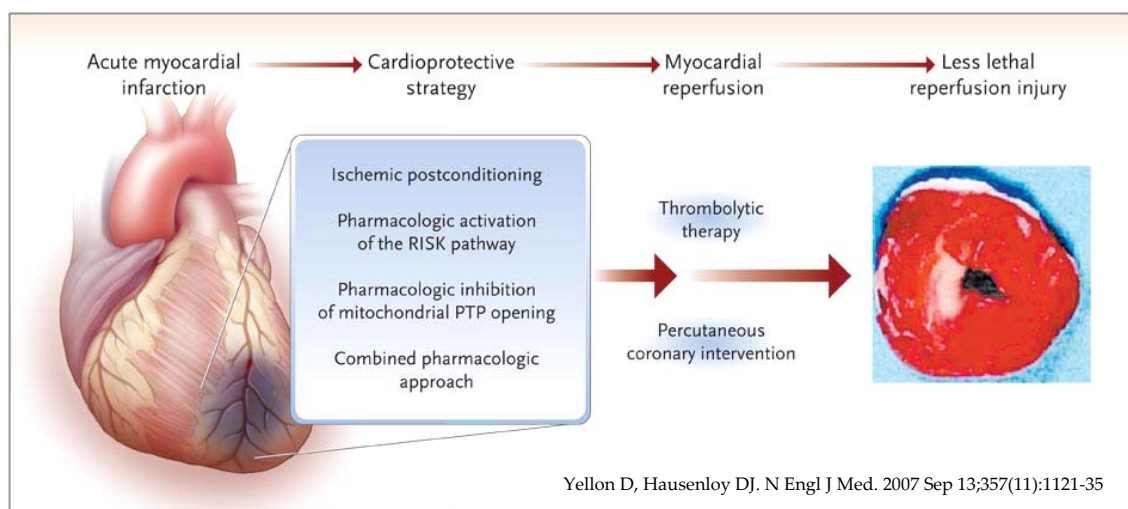 Acute myocardial
infarction
Cardioprotective
strategy
Myocardial
reperfusion
Less lethal
reperfusion injury
Ischemic postconditioning
Pharmacologic activation
of the RISK pathway
Pharmacologic inhibition
of mitochondrial PTP opening
Combined pharmacologic
approach
Thrombolytic
therapy
Percutaneous
coronary intervention
Yellon D, Hausenloy DJ. N Engl J Med. 2007 Sep 13;357(11):1121-35